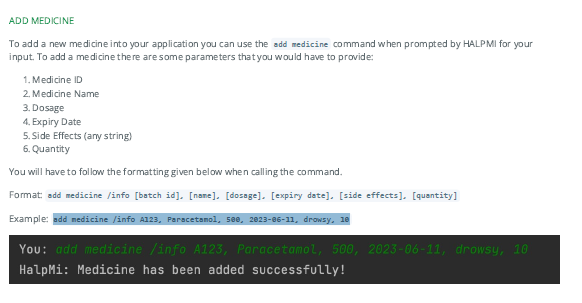 ADD MEDICINE
To add a new medicine into your application you can use the add medicine command when prompted by HALPMI for your
input. To add a medicine there are some parameters that you would have to provide:
1. Medicine ID
2. Medicine Name
3. Dosage
4. Expiry Date
5. Side Effects (any string)
6. Quantity
You will have to follow the formatting given below when calling the command.
Format: add medicine /info [batch id], [name], [dosage], [expiry date], [side effects], [quantity]
Example: add medicine /info A123, Paracetamol, 500, 2023-06-11, drowsy, 10
You: add medicine /info A123, Paracetamol, 500, 2023-06-11, drowsy, 10
HalpMi: Medicine has been added successfully!